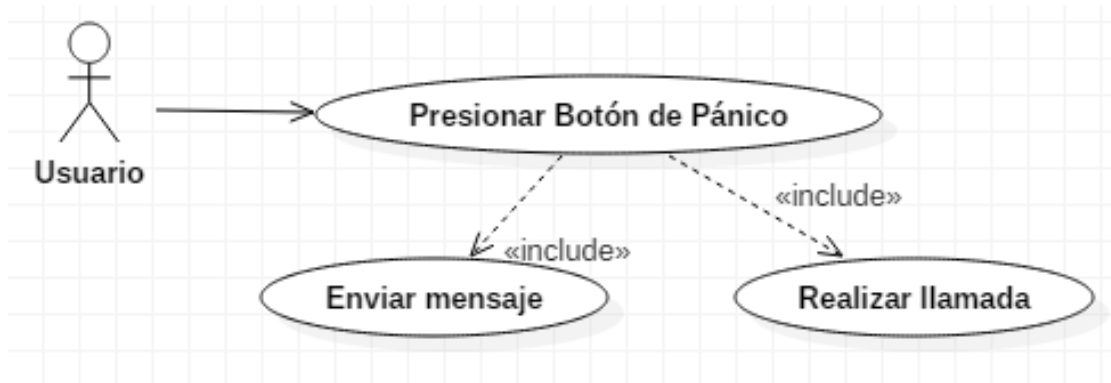 Presionar Botón de Pánico
Usuario
«include»
«include»
Enviar mensaje
Realizar llamada